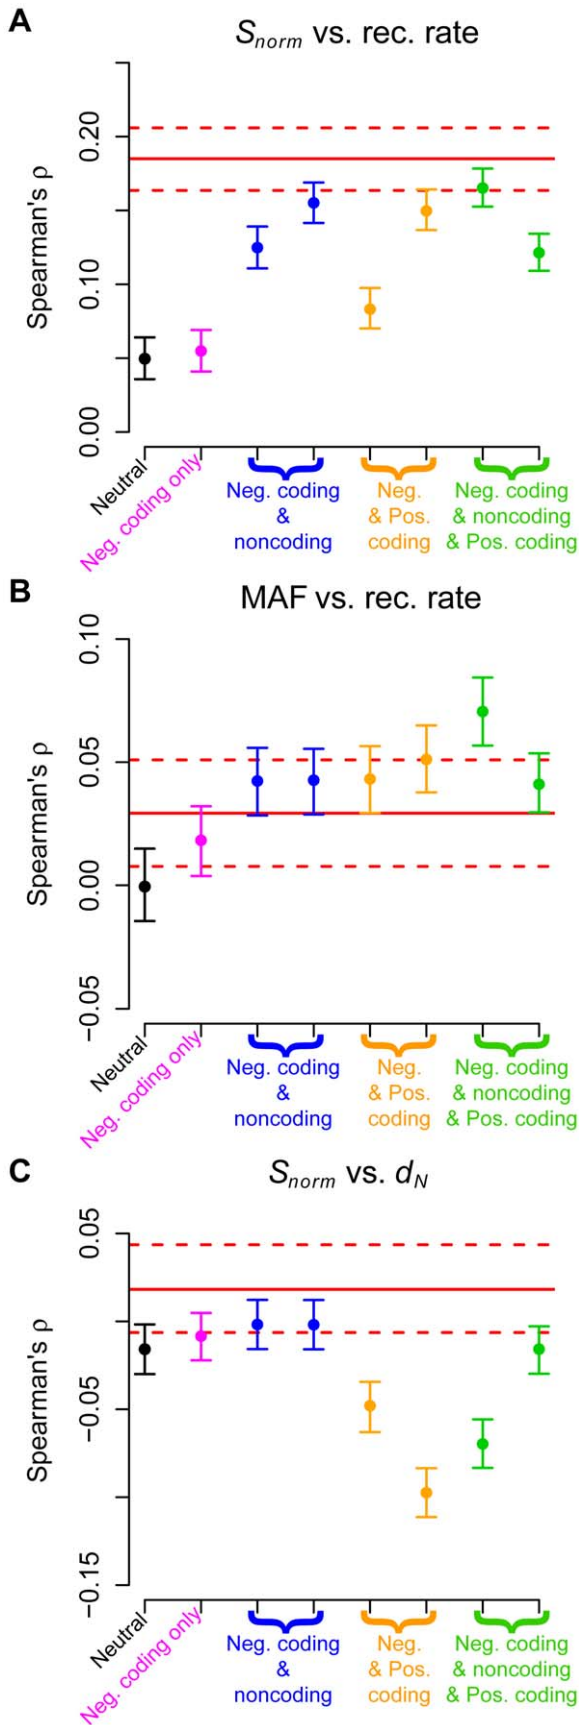 A
S_norm vs. rec. rate
Spearman's ρ
0.20
0.10
0.00
Neutral
Neg. coding only
Neg. coding
&
noncoding
Neg.
& Pos.
coding
Neg. coding
& noncoding
& Pos. coding
B
MAF vs. rec. rate
Spearman's ρ
0.10
0.05
0.00
−0.05
Neutral
Neg. coding only
Neg. coding
&
noncoding
Neg.
& Pos.
coding
Neg. coding
& noncoding
& Pos. coding
C
S_norm vs. d_N
Spearman's ρ
0.05
−0.05
−0.15
Neutral
Neg. coding only
Neg. coding
&
noncoding
Neg.
& Pos.
coding
Neg. coding
& noncoding
& Pos. coding